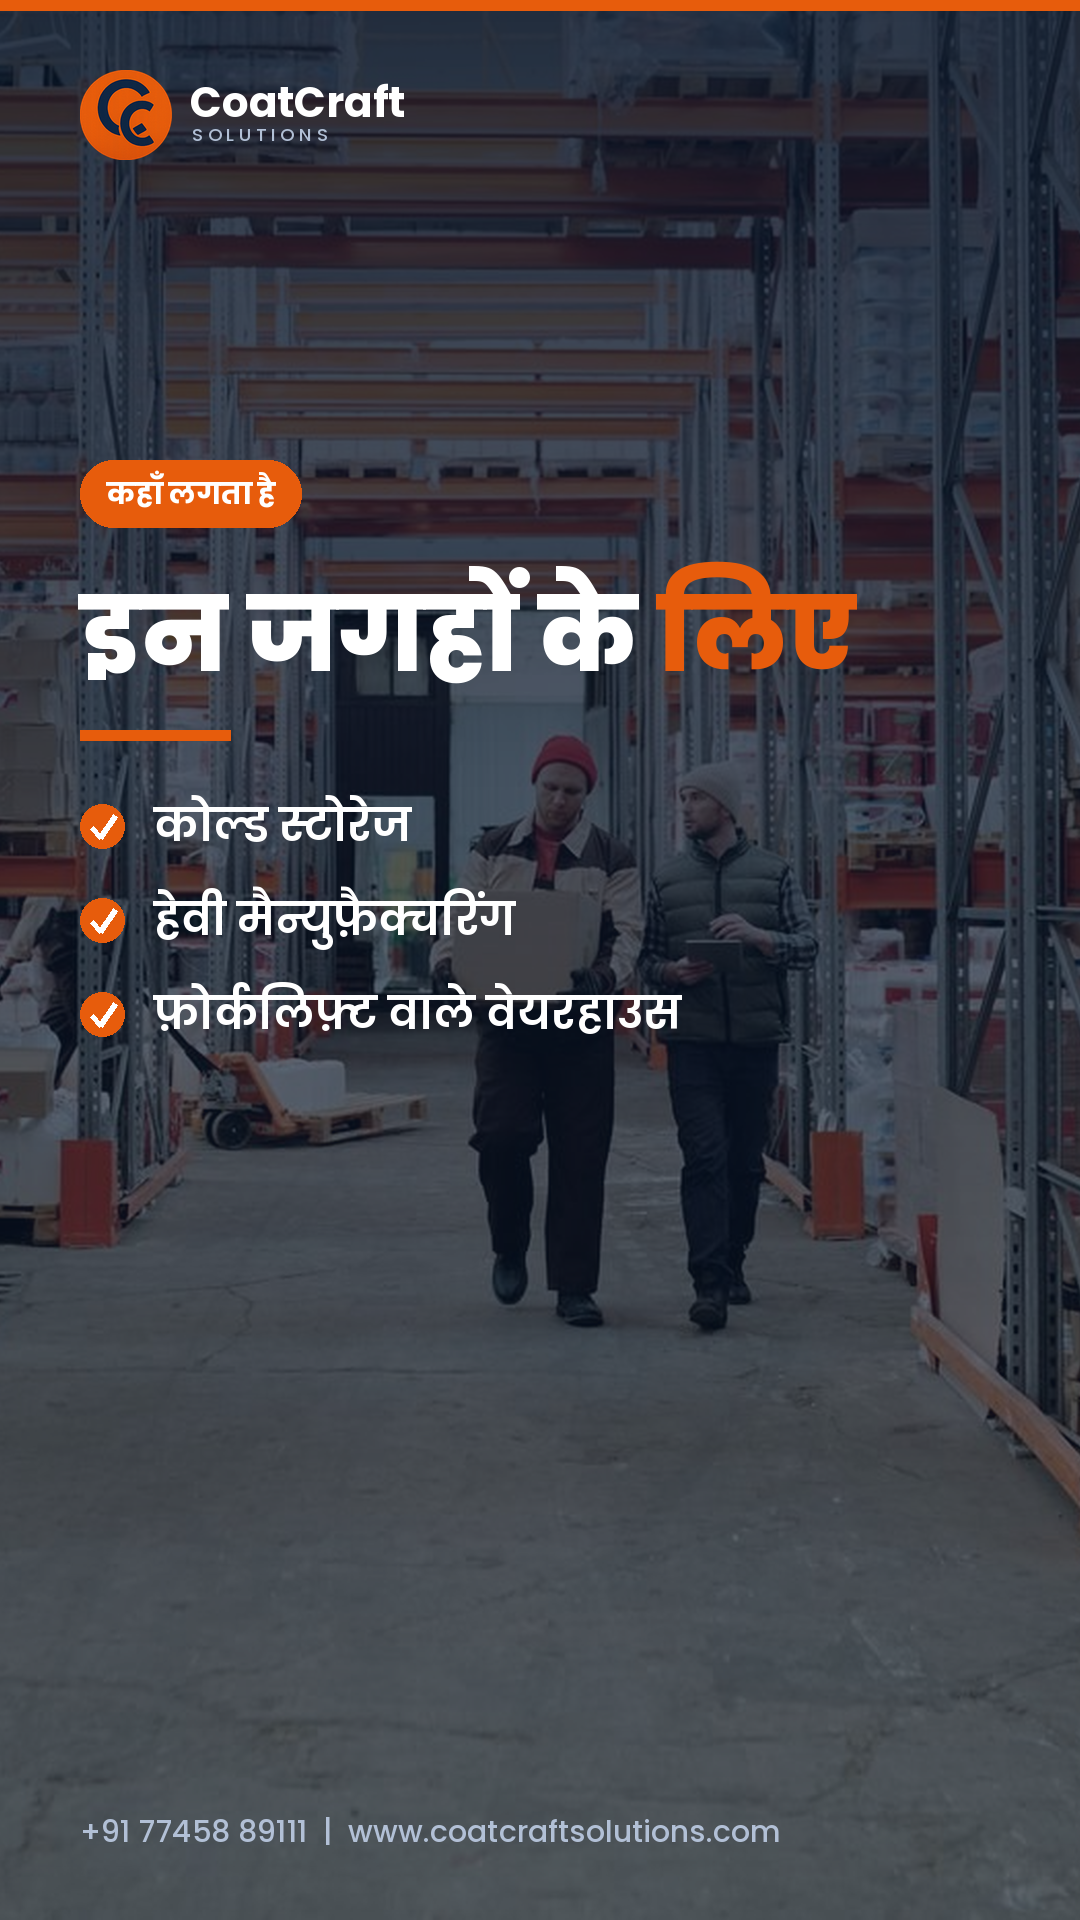 CoatCraft
SOLUTIONS
कहाँ लगता है
इन जगहों के लिए
कोल्ड स्टोरेज
हेवी मैन्युफ़ैक्चरिंग
फ़ोर्कलिफ़्ट वाले वेयरहाउस
+91 77458 89111 | www.coatcraftsolutions.com